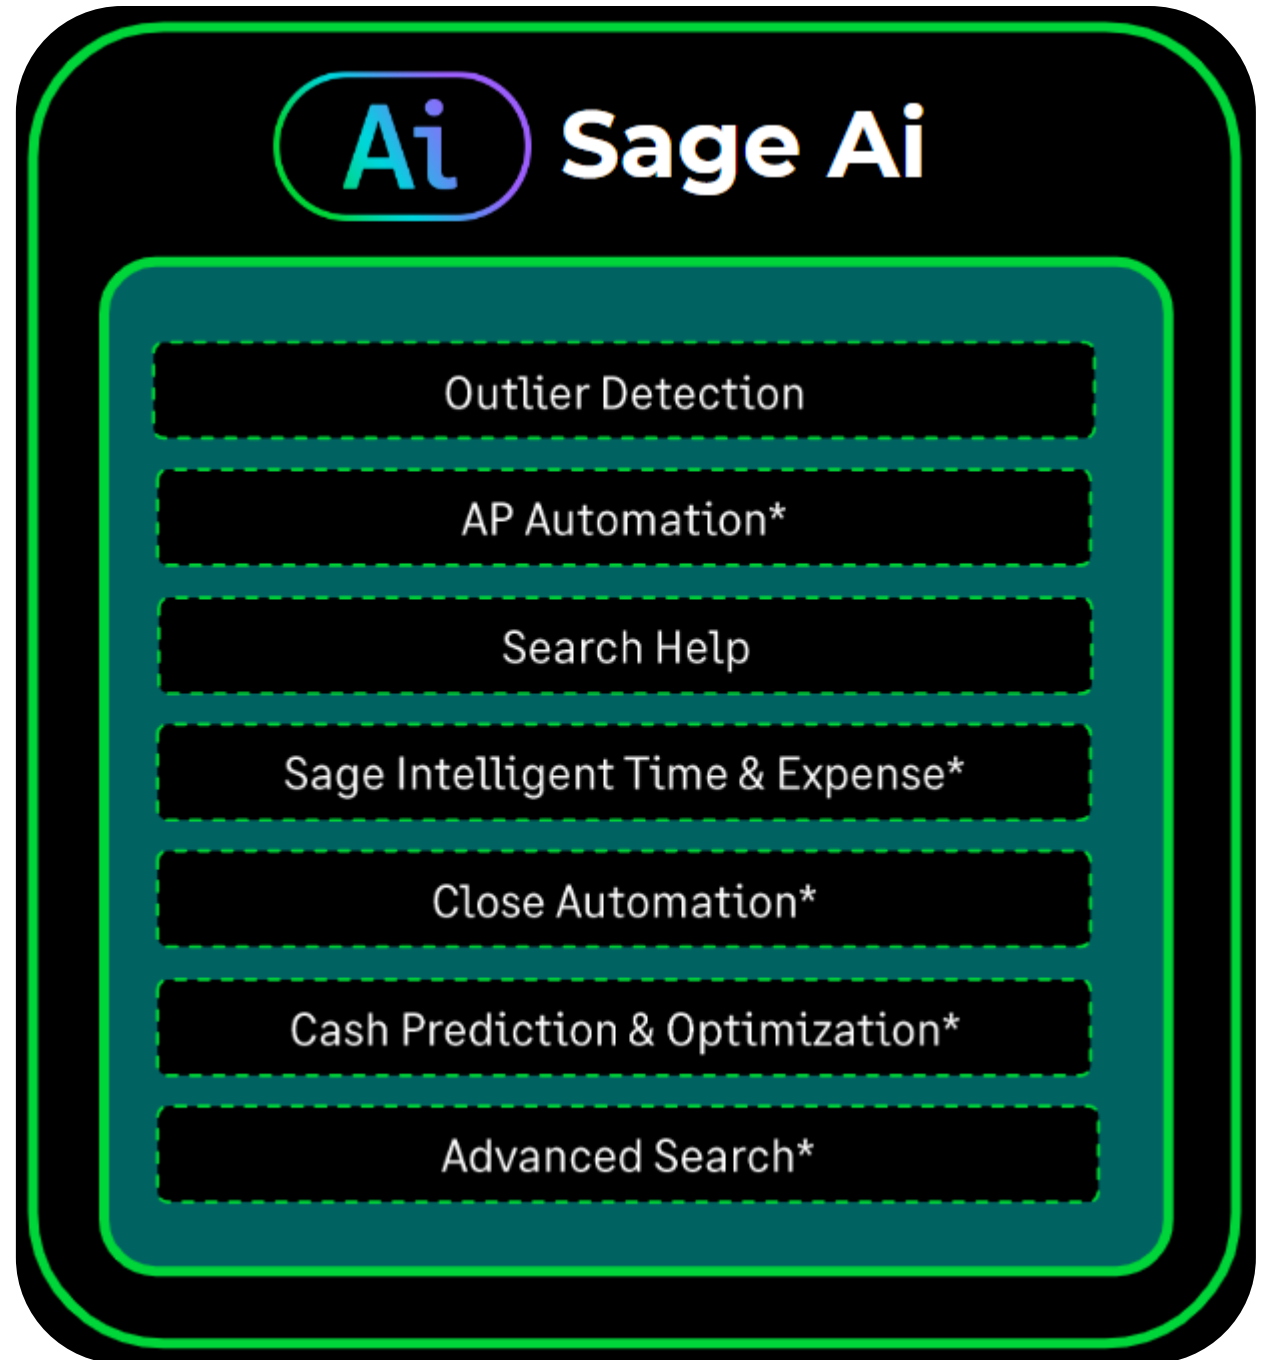 Ai Sage Ai
Outlier Detection
AP Automation*
Search Help
Sage Intelligent Time & Expense*
Close Automation*
Cash Prediction & Optimization*
Advanced Search*